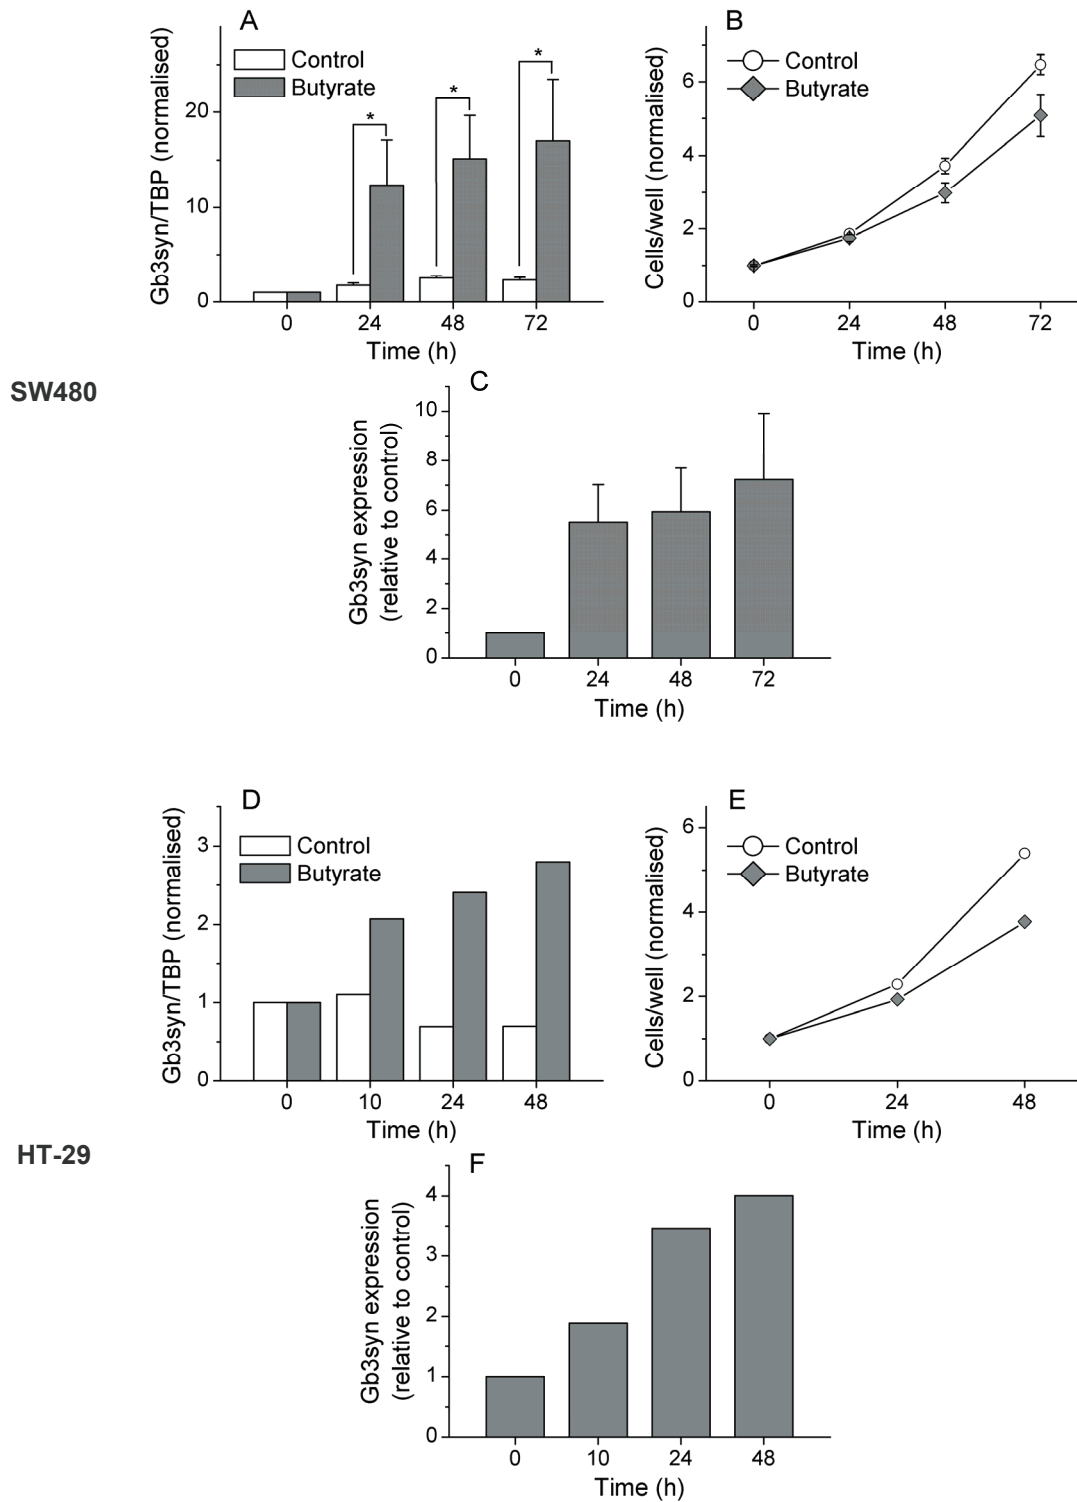 A
Gb3syn/TBP (normalised)
Control
Butyrate
20
10
0
* * *
0 24 48 72
Time (h)
B
Cells/well (normalised)
Control
Butyrate
6
4
2
0
0 24 48 72
Time (h)
SW480
C
Gb3syn expression
(relative to control)
10
8
6
4
2
0
0 24 48 72
Time (h)
D
Gb3syn/TBP (normalised)
Control
Butyrate
3
2
1
0
0 10 24 48
Time (h)
E
Cells/well (normalised)
Control
Butyrate
6
4
2
0
0 24 48
Time (h)
HT-29
F
Gb3syn expression
(relative to control)
4
3
2
1
0
0 10 24 48
Time (h)